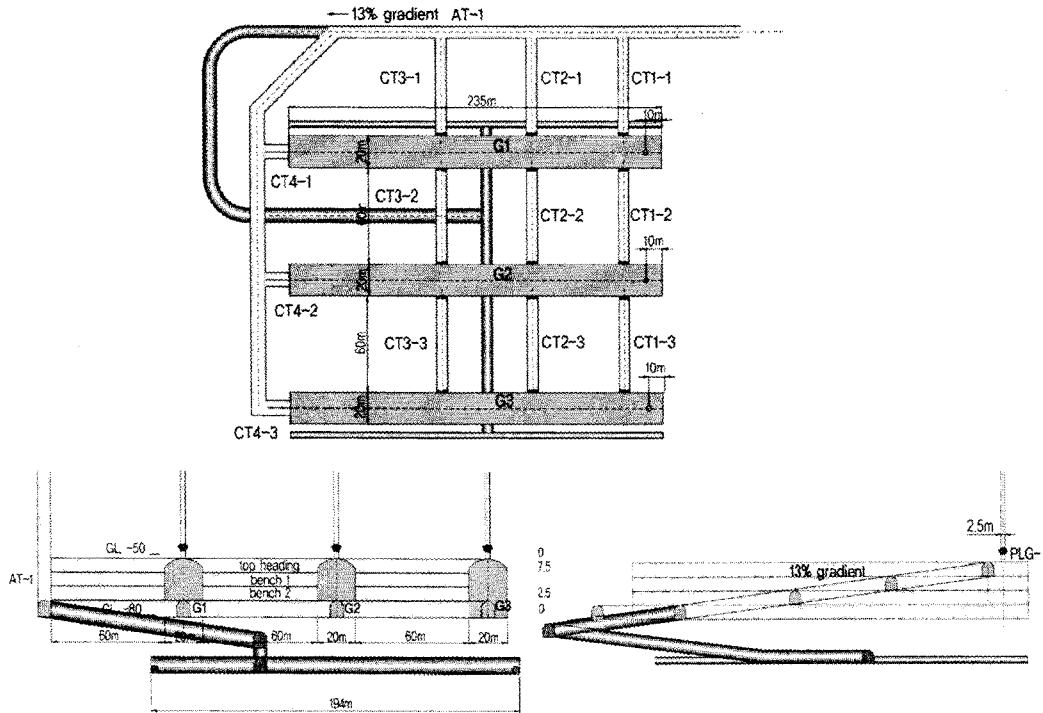 13% gradient AT-1
CT3-1
CT2-1
CT1-1
235m
10m
G1
20m
CT4-1
CT3-2
CT2-2
CT1-2
10m
G2
20m
CT4-2
60m
CT3-3
CT2-3
CT1-3
10m
G3
20m
CT4-3
GL -50
top heading
bench 1
bench 2
AT-1
GL -80
G1
G2
G3
60m
20m
60m
20m
60m
20m
194m
2.5m
PLG-
0
7.5
13% gradient
2.5
0